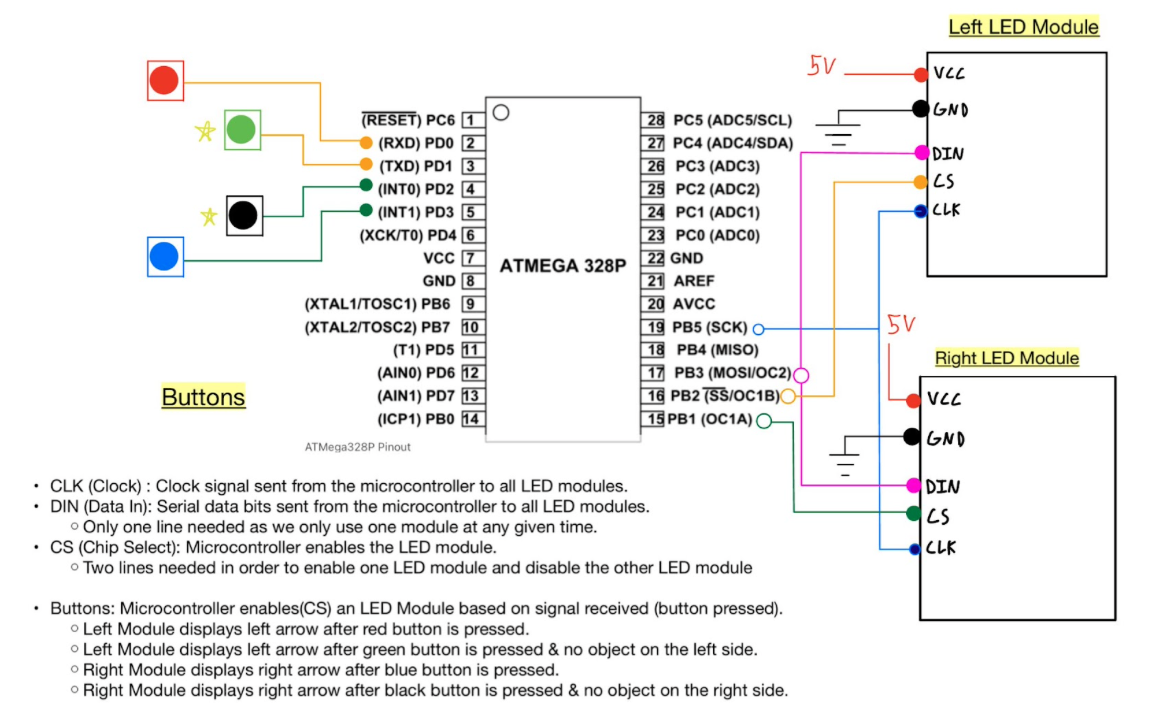 Left LED Module
5V
VCC
GND
DIN
CS
CLK
(RESET) PC6 1
(RXD) PD0 2
(TXD) PD1 3
(INT0) PD2 4
(INT1) PD3 5
(XCK/T0) PD4 6
VCC 7
GND 8
(XTAL1/TOSC1) PB6 9
(XTAL2/TOSC2) PB7 10
(T1) PD5 11
(AIN0) PD6 12
(AIN1) PD7 13
(ICP1) PB0 14
ATMEGA 328P
28 PC5 (ADC5/SCL)
27 PC4 (ADC4/SDA)
26 PC3 (ADC3)
25 PC2 (ADC2)
24 PC1 (ADC1)
23 PC0 (ADC0)
22 GND
21 AREF
20 AVCC
19 PB5 (SCK)
18 PB4 (MISO)
17 PB3 (MOSI/OC2)
16 PB2 (SS/OC1B)
15 PB1 (OC1A)
5V
Right LED Module
VCC
GND
DIN
CS
CLK
Buttons
ATMega328P Pinout
• CLK (Clock) : Clock signal sent from the microcontroller to all LED modules.
• DIN (Data In): Serial data bits sent from the microcontroller to all LED modules.
◦ Only one line needed as we only use one module at any given time.
• CS (Chip Select): Microcontroller enables the LED module.
◦ Two lines needed in order to enable one LED module and disable the other LED module
• Buttons: Microcontroller enables(CS) an LED Module based on signal received (button pressed).
◦ Left Module displays left arrow after red button is pressed.
◦ Left Module displays left arrow after green button is pressed & no object on the left side.
◦ Right Module displays right arrow after blue button is pressed.
◦ Right Module displays right arrow after black button is pressed & no object on the right side.